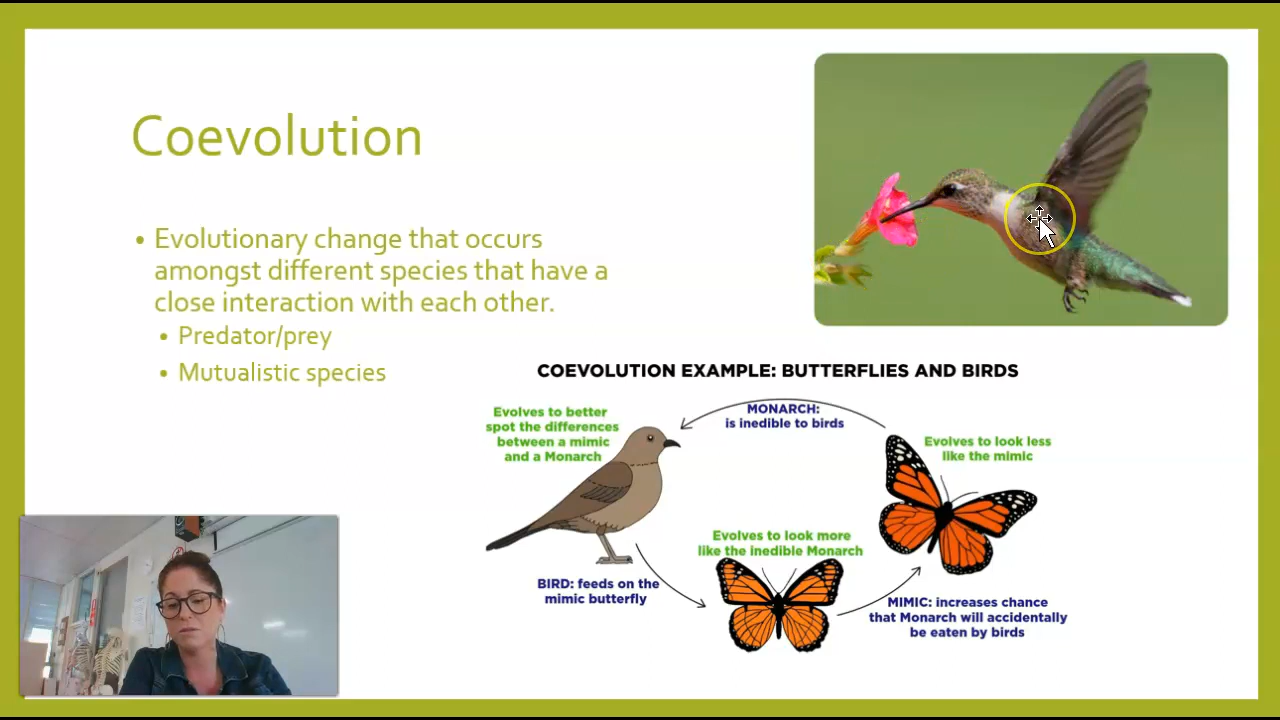 Coevolution
• Evolutionary change that occurs
amongst different species that have a
close interaction with each other.
• Predator/prey
• Mutualistic species
COEVOLUTION EXAMPLE: BUTTERFLIES AND BIRDS
Evolves to better
spot the differences
between a mimic
and a Monarch
MONARCH:
is inedible to birds
Evolves to look less
like the mimic
Evolves to look more
like the inedible Monarch
BIRD: feeds on the
mimic butterfly
MIMIC: increases chance
that Monarch will accidentally
be eaten by birds